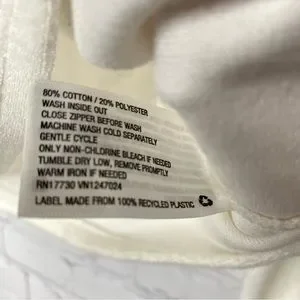 80% COTTON / 20% POLYESTER
WASH INSIDE OUT
CLOSE ZIPPER BEFORE WASH
MACHINE WASH COLD SEPARATELY
GENTLE CYCLE
ONLY NON-CHLORINE BLEACH IF NEEDED
TUMBLE DRY LOW, REMOVE PROMPTLY
WARM IRON IF NEEDED
RN17730 VN1247024
LABEL MADE FROM 100% RECYCLED PLASTIC